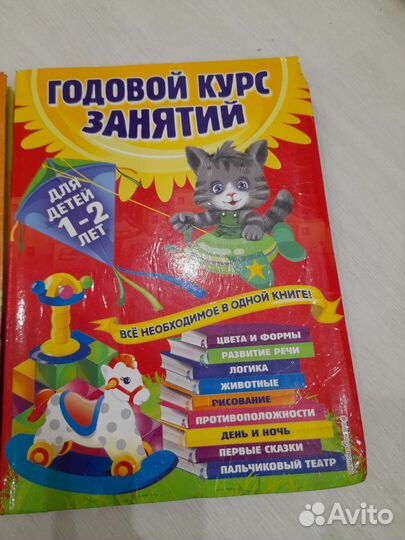 ГОДОВОЙ КУРС
ЗАНЯТИЙ
ДЛЯ
ДЕТЕЙ
1-2
ЛЕТ
ВСЁ НЕОБХОДИМОЕ В ОДНОЙ КНИГЕ!
ЦВЕТА И ФОРМЫ
РАЗВИТИЕ РЕЧИ
ЛОГИКА
ЖИВОТНЫЕ
РИСОВАНИЕ
ПРОТИВОПОЛОЖНОСТИ
ДЕНЬ И НОЧЬ
ПЕРВЫЕ СКАЗКИ
ПАЛЬЧИКОВЫЙ ТЕАТР
Avito